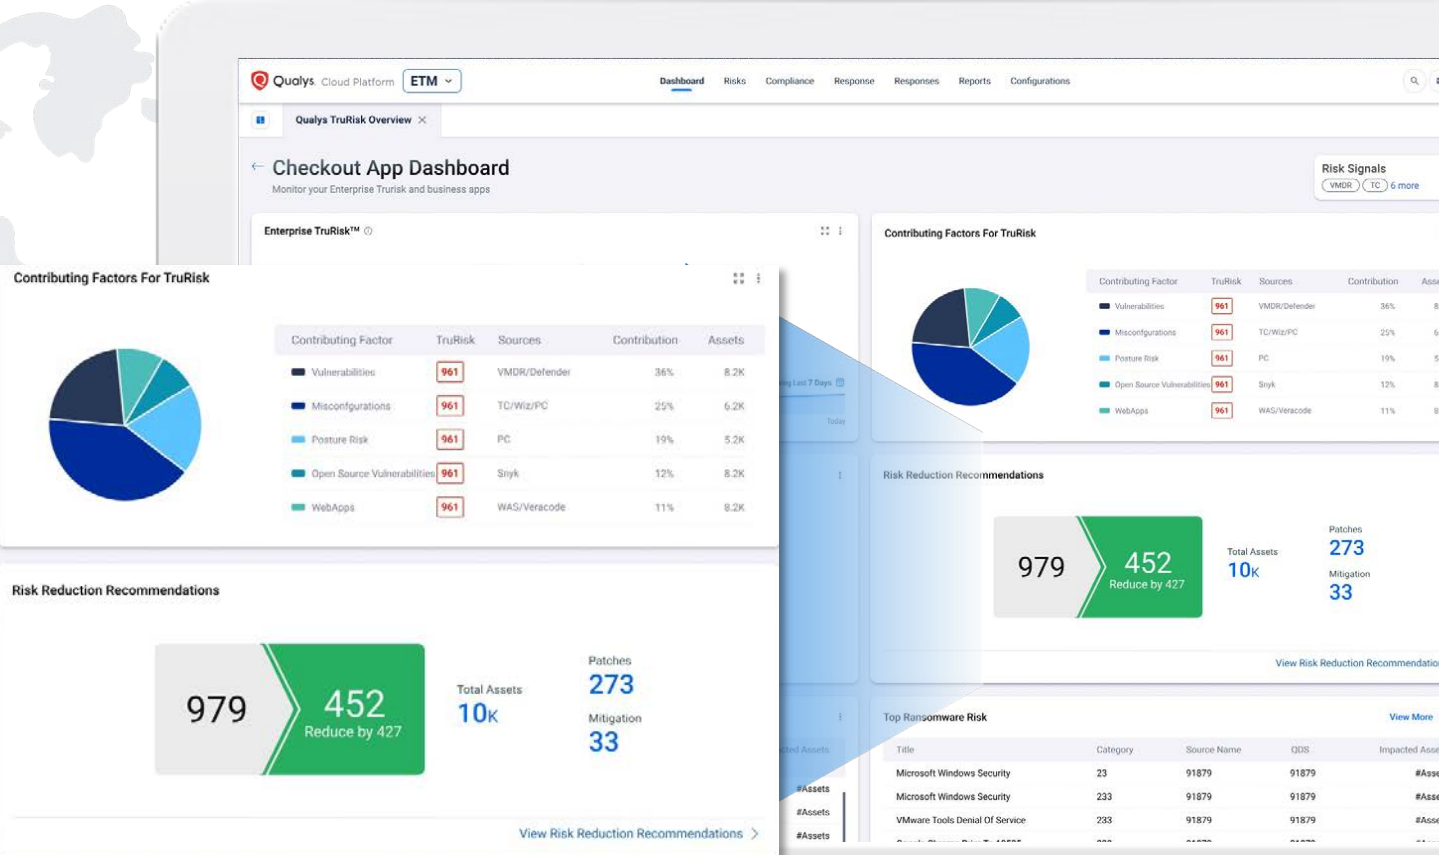 Qualys. Cloud Platform ETM
Dashboard Risks Compliance Response Responses Reports Configurations
Qualys TruRisk Overview
Checkout App Dashboard
Monitor your Enterprise Trurisk and business apps
Risk Signals
VMDR TC 6 more
Enterprise TruRisk™
Contributing Factors For TruRisk
Contributing Factor TruRisk Sources Contribution
Vulnerabilities 961 VMDR/Defender 36%
Misconfgurations 961 TC/Wiz/PC 25%
Posture Risk 961 PC 19%
Open Source Vulnerabilities 961 Snyk 12%
WebApps 961 WAS/Veracode 11%
Last 7 Days
Today
Contributing Factors For TruRisk
Contributing Factor TruRisk Sources Contribution Assets
Vulnerabilities 961 VMDR/Defender 36% 8.2K
Misconfgurations 961 TC/Wiz/PC 25% 6.2K
Posture Risk 961 PC 19% 5.2K
Open Source Vulnerabilities 961 Snyk 12% 8.2K
WebApps 961 WAS/Veracode 11% 8.2K
Risk Reduction Recommendations
979
452
Reduce by 427
Total Assets
10K
Patches
273
Mitigation
33
View Risk Reduction Recommendations
Risk Reduction Recommendations
979
452
Reduce by 427
Total Assets
10K
Patches
273
Mitigation
33
View Risk Reduction
Assets
#Assets
#Assets
#Assets
Top Ransomware Risk View More
Title Category Source Name QDS Impacted
Microsoft Windows Security 23 91879 91879
Microsoft Windows Security 233 91879 91879
VMware Tools Denial Of Service 233 91879 91879